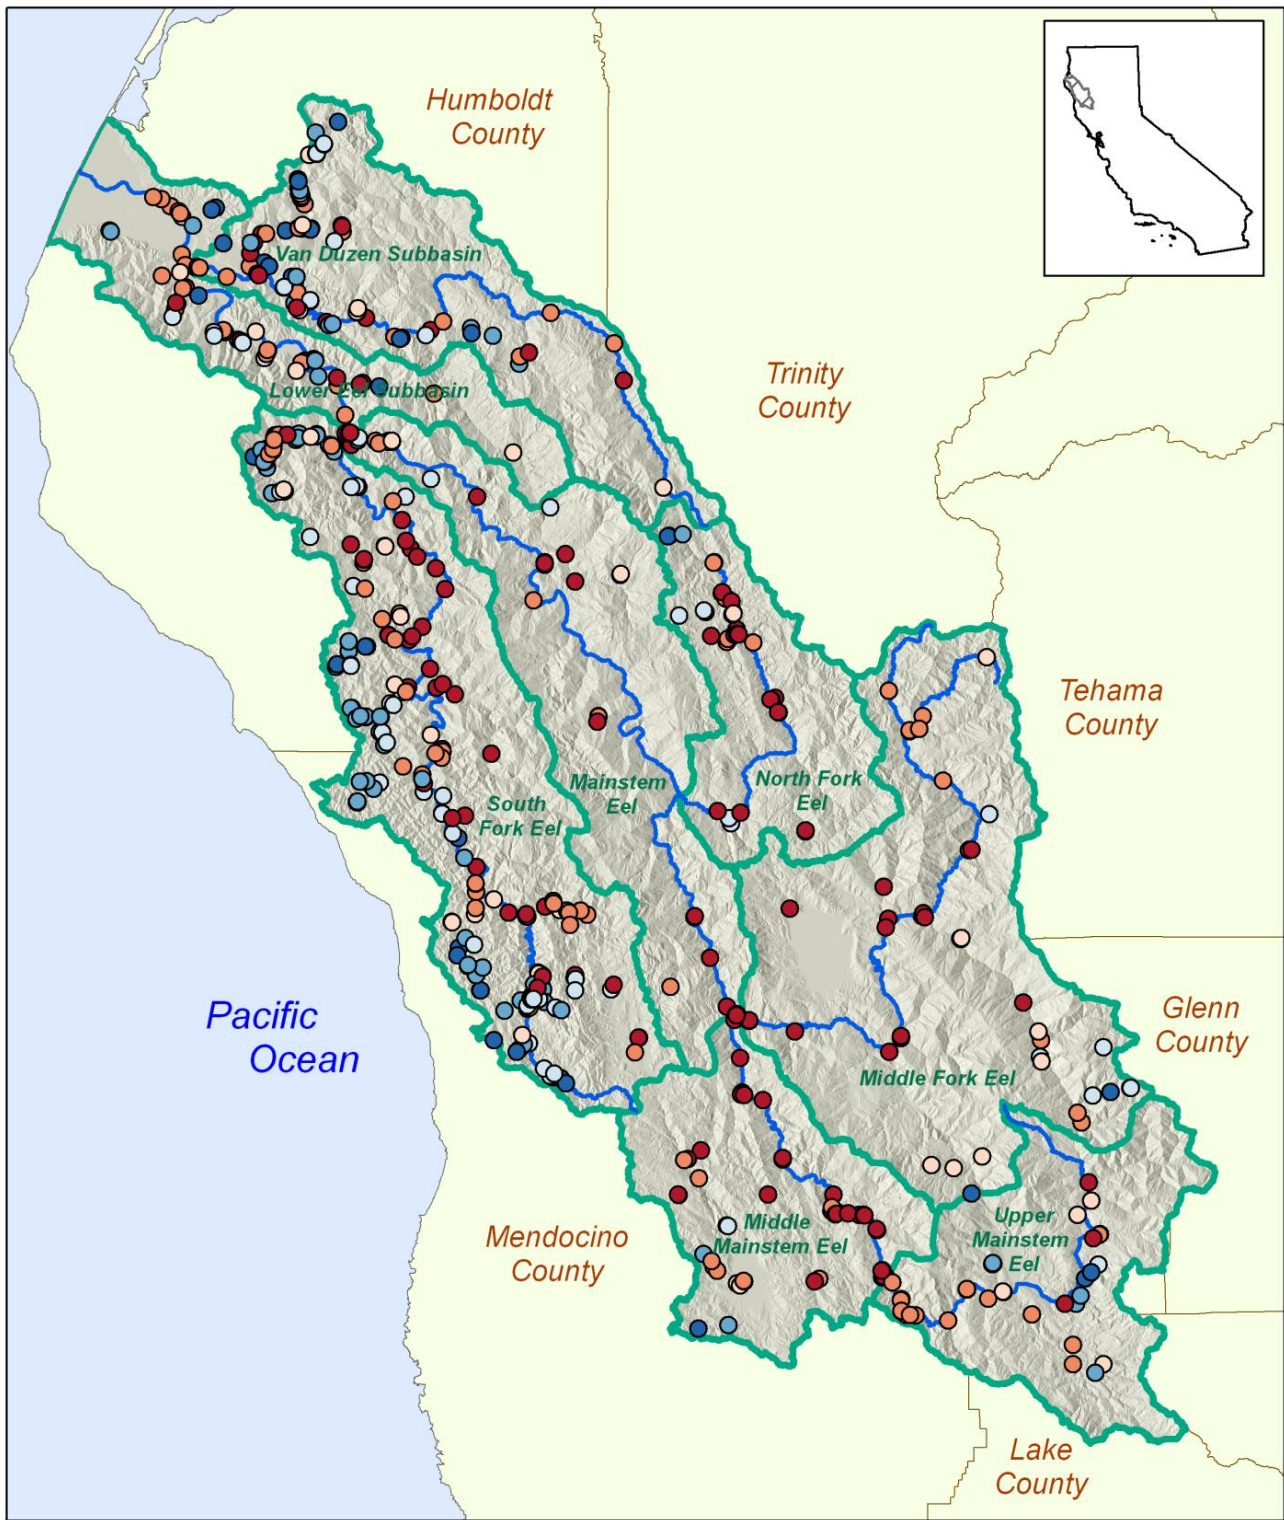 Humboldt
County
Van Duzen Subbasin
Trinity
County
Lower Eel Subbasin
Tehama
County
North Fork
Eel
Mainstem
Eel
South
Fork Eel
Pacific
Ocean
Glenn
County
Middle Fork Eel
Mendocino
County
Middle
Mainstem Eel
Upper
Mainstem
Eel
Lake
County